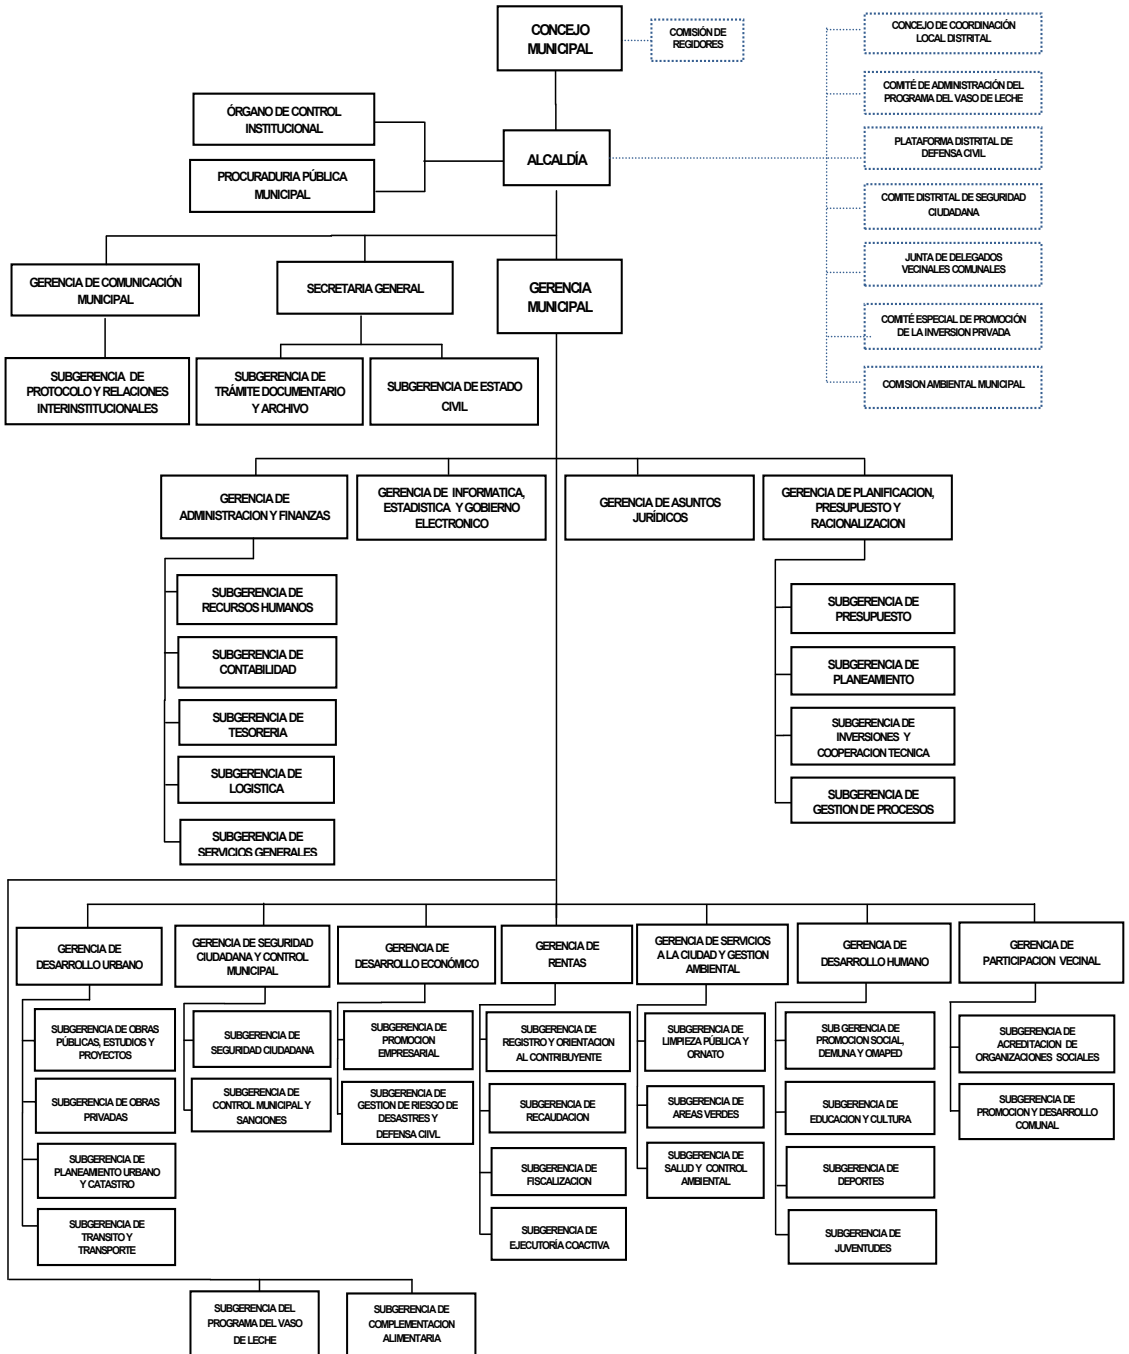 CONCEJO
MUNICIPAL
COMISIÓN DE
REGIDORES
CONCEJO DE COORDINACIÓN
LOCAL DISTRITAL
COMITÉ DE ADMINISTRACIÓN DEL
PROGRAMA DEL VASO DE LECHE
PLATAFORMA DISTRITAL DE
DEFENSA CIVIL
COMITE DISTRITAL DE SEGURIDAD
CIUDADANA
JUNTA DE DELEGADOS
VECINALES COMUNALES
COMITÉ ESPECIAL DE PROMOCIÓN
DE LA INVERSION PRIVADA
COMISION AMBIENTAL MUNICIPAL
ÓRGANO DE CONTROL
INSTITUCIONAL
PROCURADURIA PÚBLICA
MUNICIPAL
ALCALDÍA
GERENCIA DE COMUNICACIÓN
MUNICIPAL
SECRETARIA GENERAL
GERENCIA
MUNICIPAL
SUBGERENCIA DE
PROTOCOLO Y RELACIONES
INTERINSTITUCIONALES
SUBGERENCIA DE
TRÁMITE DOCUMENTARIO
Y ARCHIVO
SUBGERENCIA DE ESTADO
CIVIL
GERENCIA DE
ADMINISTRACION Y FINANZAS
GERENCIA DE INFORMATICA,
ESTADISTICA Y GOBIERNO
ELECTRONICO
GERENCIA DE ASUNTOS
JURÍDICOS
GERENCIA DE PLANIFICACION,
PRESUPUESTO Y
RACIONALIZACION
SUBGERENCIA DE
RECURSOS HUMANOS
SUBGERENCIA DE
CONTABILIDAD
SUBGERENCIA DE
TESORERIA
SUBGERENCIA DE
LOGISTICA
SUBGERENCIA DE
SERVICIOS GENERALES
SUBGERENCIA DE
PRESUPUESTO
SUBGERENCIA DE
PLANEAMIENTO
SUBGERENCIA DE
INVERSIONES Y
COOPERACION TECNICA
SUBGERENCIA DE
GESTION DE PROCESOS
GERENCIA DE
DESARROLLO URBANO
GERENCIA DE SEGURIDAD
CIUDADANA Y CONTROL
MUNICIPAL
GERENCIA DE
DESARROLLO ECONÓMICO
GERENCIA DE
RENTAS
GERENCIA DE SERVICIOS
A LA CIUDAD Y GESTION
AMBIENTAL
GERENCIA DE
DESARROLLO HUMANO
GERENCIA DE
PARTICIPACION VECINAL
SUBGERENCIA DE OBRAS
PÚBLICAS, ESTUDIOS Y
PROYECTOS
SUBGERENCIA DE OBRAS
PRIVADAS
SUBGERENCIA DE
PLANEAMIENTO URBANO
Y CATASTRO
SUBGERENCIA DE
TRANSITO Y
TRANSPORTE
SUBGERENCIA DE
SEGURIDAD CIUDADANA
SUBGERENCIA DE
CONTROL MUNICIPAL Y
SANCIONES
SUBGERENCIA DE
PROMOCION
EMPRESARIAL
SUBGERENCIA DE
GESTION DE RIESGO DE
DESASTRES Y
DEFENSA CIIVL
SUBGERENCIA DE
REGISTRO Y ORIENTACION
AL CONTRIBUYENTE
SUBGERENCIA DE
RECAUDACION
SUBGERENCIA DE
FISCALIZACION
SUBGERENCIA DE
EJECUTORÍA COACTIVA
SUBGERENCIA DE
LIMPIEZA PÚBLICA Y
ORNATO
SUBGERENCIA DE
AREAS VERDES
SUBGERENCIA DE
SALUD Y CONTROL
AMBIENTAL
SUB GERENCIA DE
PROMOCION SOCIAL,
DEMUNA Y OMAPED
SUBGERENCIA DE
EDUCACION Y CULTURA
SUBGERENCIA DE
DEPORTES
SUBGERENCIA DE
JUVENTUDES
SUBGERENCIA DE
ACREDITACION DE
ORGANIZACIONES SOCIALES
SUBGERENCIA DE
PROMOCION Y DESARROLLO
COMUNAL
SUBGERENCIA DEL
PROGRAMA DEL VASO
DE LECHE
SUBGERENCIA DE
COMPLEMENTACION
ALIMENTARIA